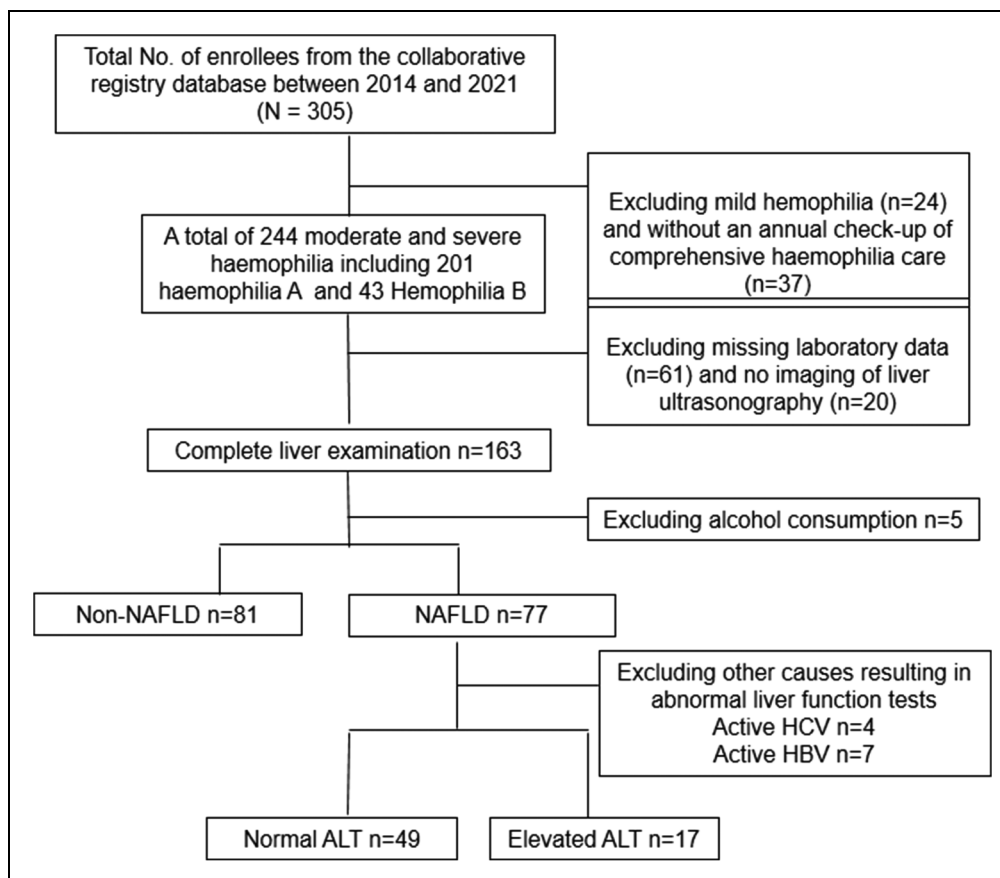 Total No. of enrollees from the collaborative
registry database between 2014 and 2021
(N = 305)
Excluding mild hemophilia (n=24)
and without an annual check-up of
comprehensive haemophilia care
(n=37)
A total of 244 moderate and severe
haemophilia including 201
haemophilia A and 43 Hemophilia B
Excluding missing laboratory data
(n=61) and no imaging of liver
ultrasonography (n=20)
Complete liver examination n=163
Excluding alcohol consumption n=5
Non-NAFLD n=81
NAFLD n=77
Excluding other causes resulting in
abnormal liver function tests
Active HCV n=4
Active HBV n=7
Normal ALT n=49
Elevated ALT n=17